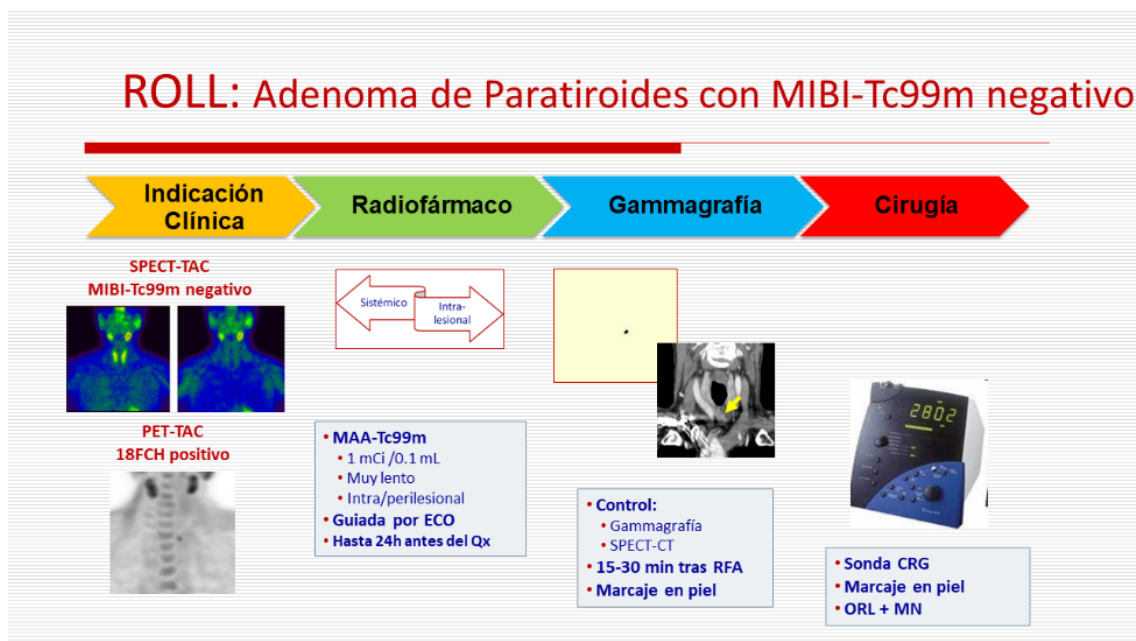 ROLL: Adenoma de Paratiroides con MIBI-Tc99m negativo
Indicación
Clínica
Radiofármaco
Gammagrafía
Cirugía
SPECT-TAC
MIBI-Tc99m negativo
PET-TAC
18FCH positivo
Sistémico
Intra-
lesional
• MAA-Tc99m
• 1 mCi /0.1 mL
• Muy lento
• Intra/perilesional
• Guiada por ECO
• Hasta 24h antes del Qx
• Control:
• Gammagrafía
• SPECT-CT
• 15-30 min tras RFA
• Marcaje en piel
2802
• Sonda CRG
• Marcaje en piel
• ORL + MN